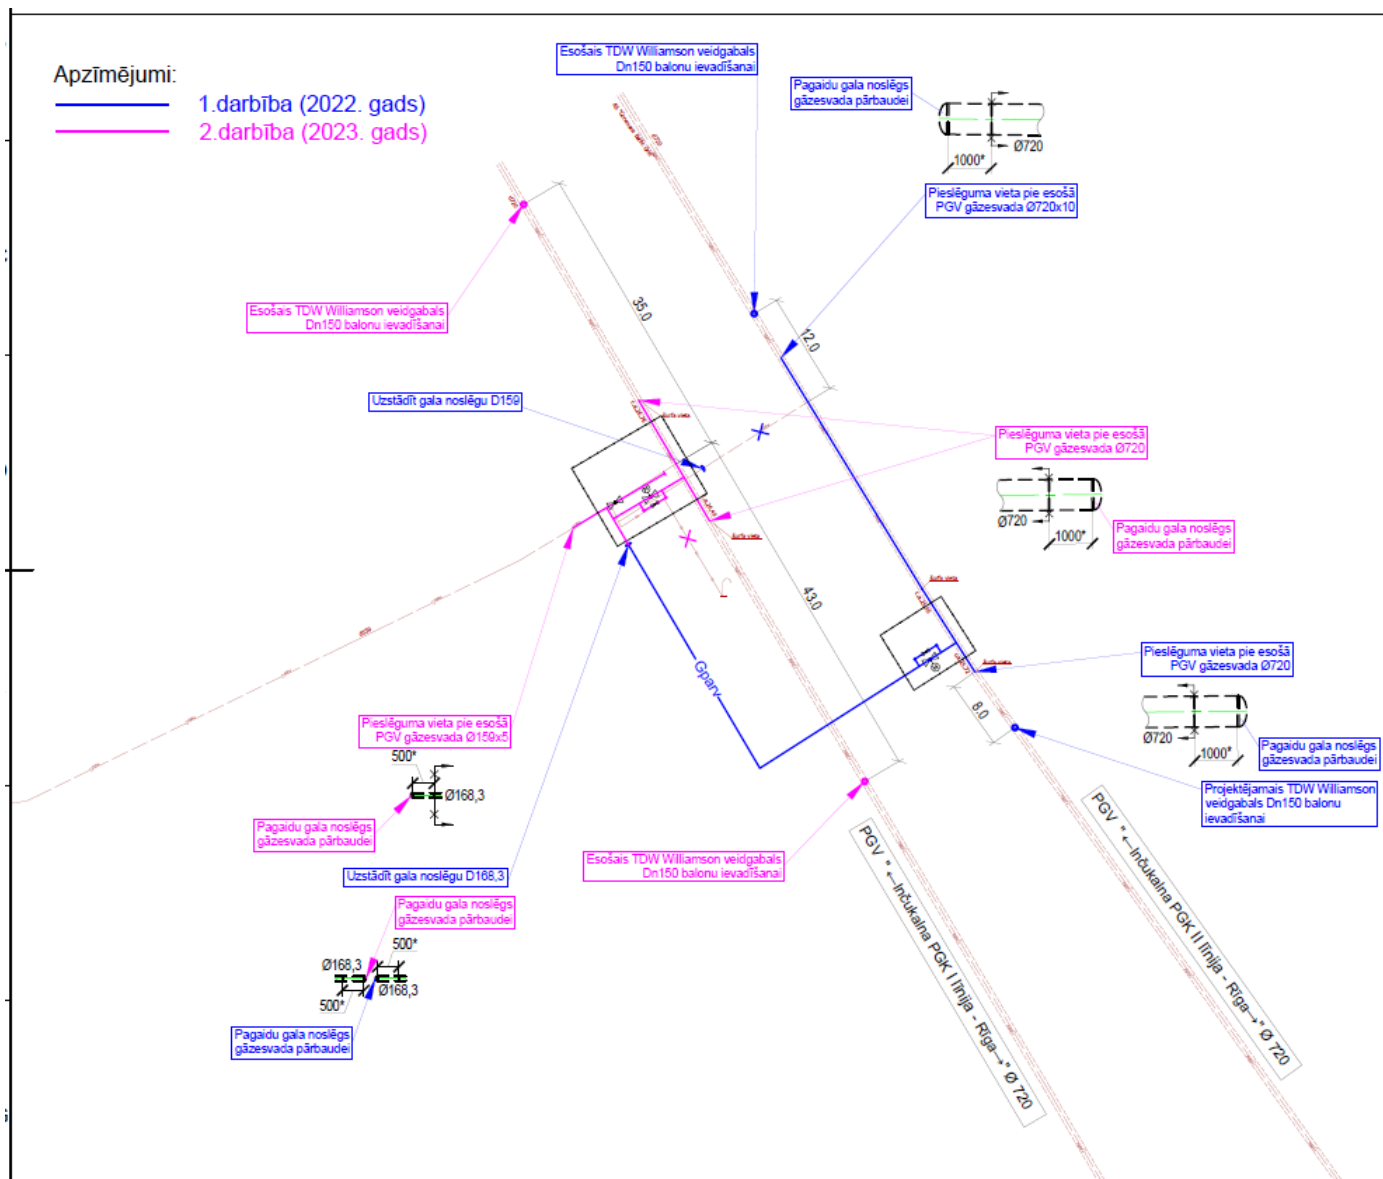 Apzīmējumi:
1.darbība (2022. gads)
2.darbība (2023. gads)
Esošais TDW Williamson veidgabals
Dn150 balonu ievadīšanai
Pagaidu gala noslēgs
gāzesvada pārbaudei
Ø720
1000*
Pieslēguma vieta pie esošā
PGV gāzesvada Ø720x10
Esošais TDW Williamson veidgabals
Dn150 balonu ievadīšanai
35.0
12.0
Uzstādīt gala noslēgu D159
Pieslēguma vieta pie esošā
PGV gāzesvada Ø720
Ø720
1000*
Pagaidu gala noslēgs
gāzesvada pārbaudei
43.0
Gparv.
Pieslēguma vieta pie esošā
PGV gāzesvada Ø720
8.0
Ø720
1000*
Pagaidu gala noslēgs
gāzesvada pārbaudei
Pieslēguma vieta pie esošā
PGV gāzesvada Ø159x5
500*
Ø168,3
Pagaidu gala noslēgs
gāzesvada pārbaudei
Projektējamais TDW Williamson
veidgabals Dn150 balonu
ievadīšanai
Esošais TDW Williamson veidgabals
Dn150 balonu ievadīšanai
Uzstādīt gala noslēgu D168,3
Pagaidu gala noslēgs
gāzesvada pārbaudei
500*
Ø168,3
Ø168,3
500*
Pagaidu gala noslēgs
gāzesvada pārbaudei
PGV "←Inčukalna PGK I līnija - Rīga→" Ø 720
PGV "←Inčukalna PGK II līnija - Rīga→" Ø 720